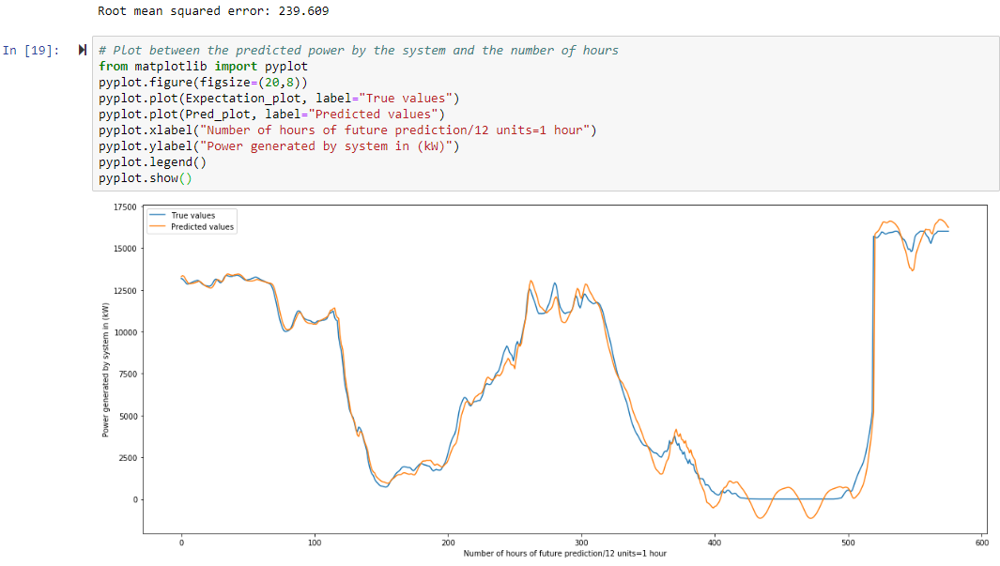 Root mean squared error: 239.609
In [19]:
# Plot between the predicted power by the system and the number of hours
from matplotlib import pyplot
pyplot.figure(figsize=(20,8))
pyplot.plot(Expectation_plot, label="True values")
pyplot.plot(Pred_plot, label="Predicted values")
pyplot.xlabel("Number of hours of future prediction/12 units=1 hour")
pyplot.ylabel("Power generated by system in (kW)")
pyplot.legend()
pyplot.show()
True values
Predicted values
17500
15000
12500
10000
7500
5000
2500
0
Power generated by system in (kW)
0 100 200 300 400 500 600
Number of hours of future prediction/12 units=1 hour